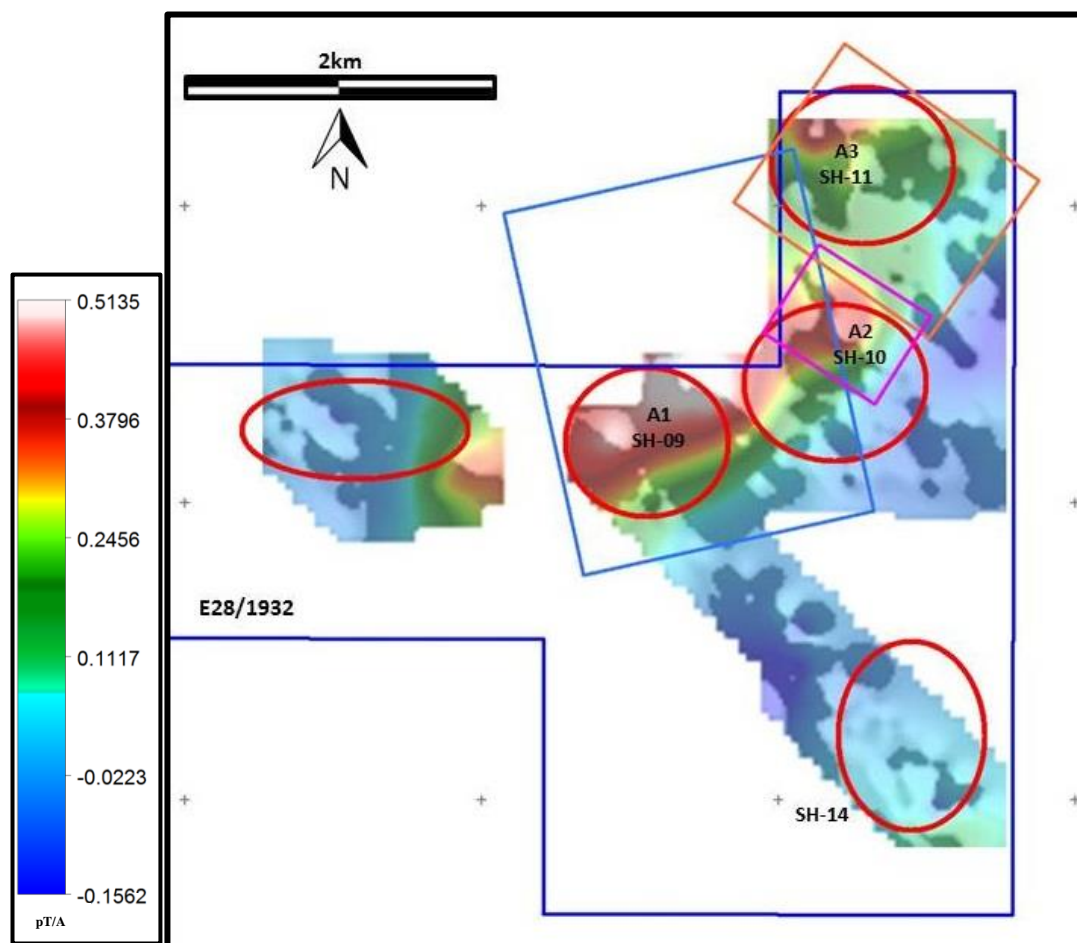 2km
N
A3
SH-11
A2
SH-10
A1
SH-09
E28/1932
SH-14
0.5135
0.3796
0.2456
0.1117
-0.0223
-0.1562
pT/A